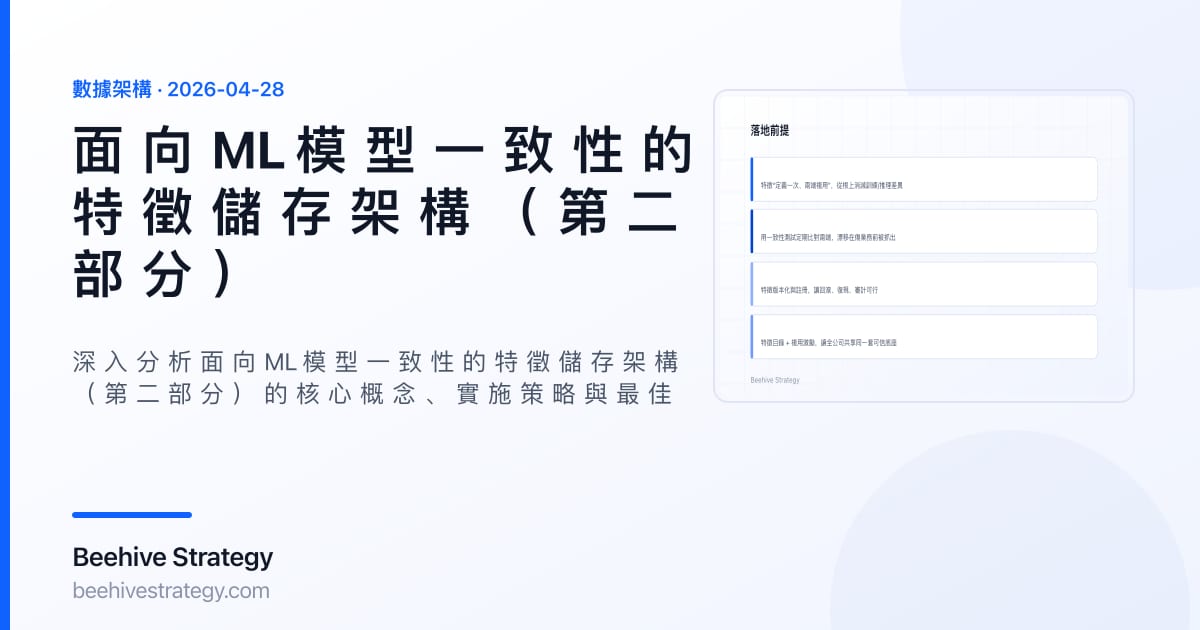 數據架構 · 2026-04-28
面向ML模型一致性的
特徵儲存架構（第二
部分）
深入分析面向ML模型一致性的特徵儲存架構
（第二部分）的核心概念、實施策略與最佳
Beehive Strategy
beehivestrategy.com
落地前提
特徵"定義一次、兩端複用"，從根上消滅訓練/推理差異
用一致性測試定期比對兩端，漂移在傷業務前被抓出
特徵版本化與註冊，讓回滾、復現、審計可行
特徵目錄 + 複用激勵，讓全公司共享同一套可信底座
Beehive Strategy